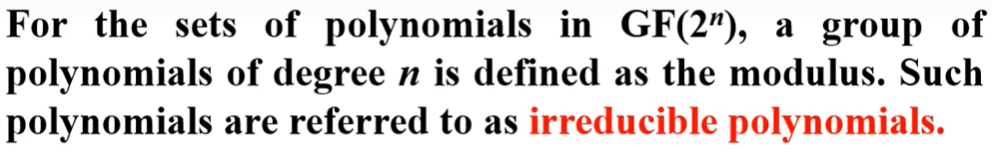 For the sets of polynomials in GF(2ⁿ), a group of
polynomials of degree n is defined as the modulus. Such
polynomials are referred to as irreducible polynomials.